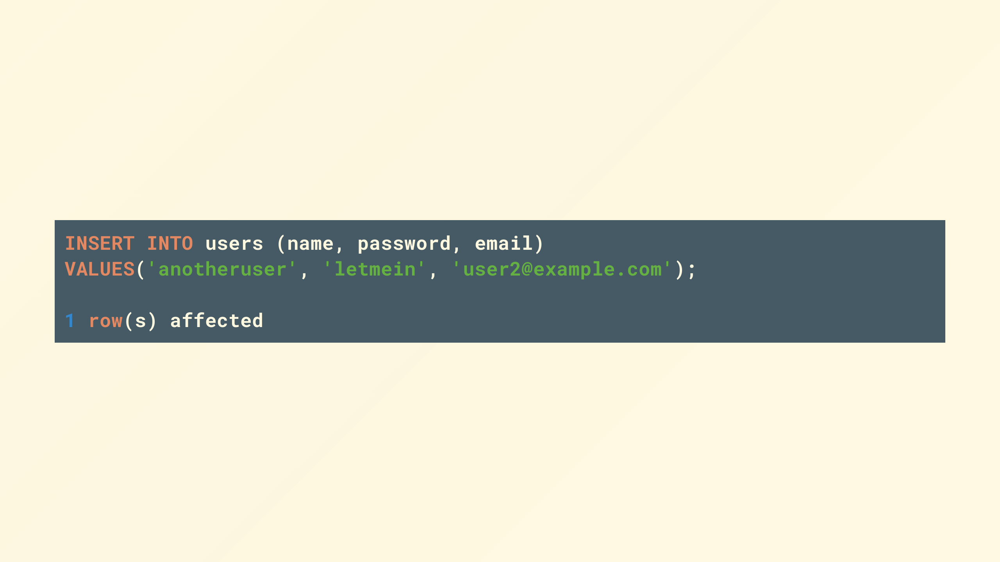 INSERT INTO users (name, password, email)
VALUES('anotheruser', 'letmein', 'user2@example.com');
1 row(s) affected